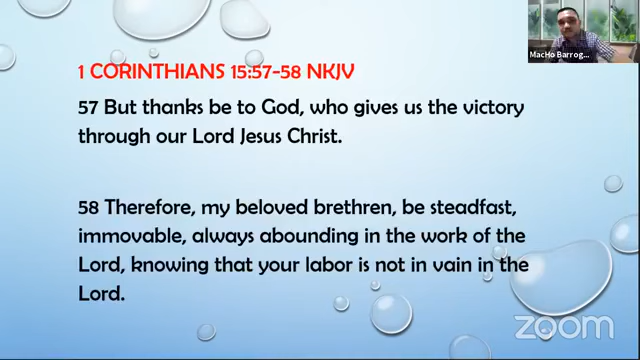 1 CORINTHIANS 15:57-58 NKJV
57 But thanks be to God, who gives us the victory
through our Lord Jesus Christ.
58 Therefore, my beloved brethren, be steadfast,
immovable, always abounding in the work of the
Lord, knowing that your labor is not in vain in the
Lord.
MacHo Barrog...
zoom